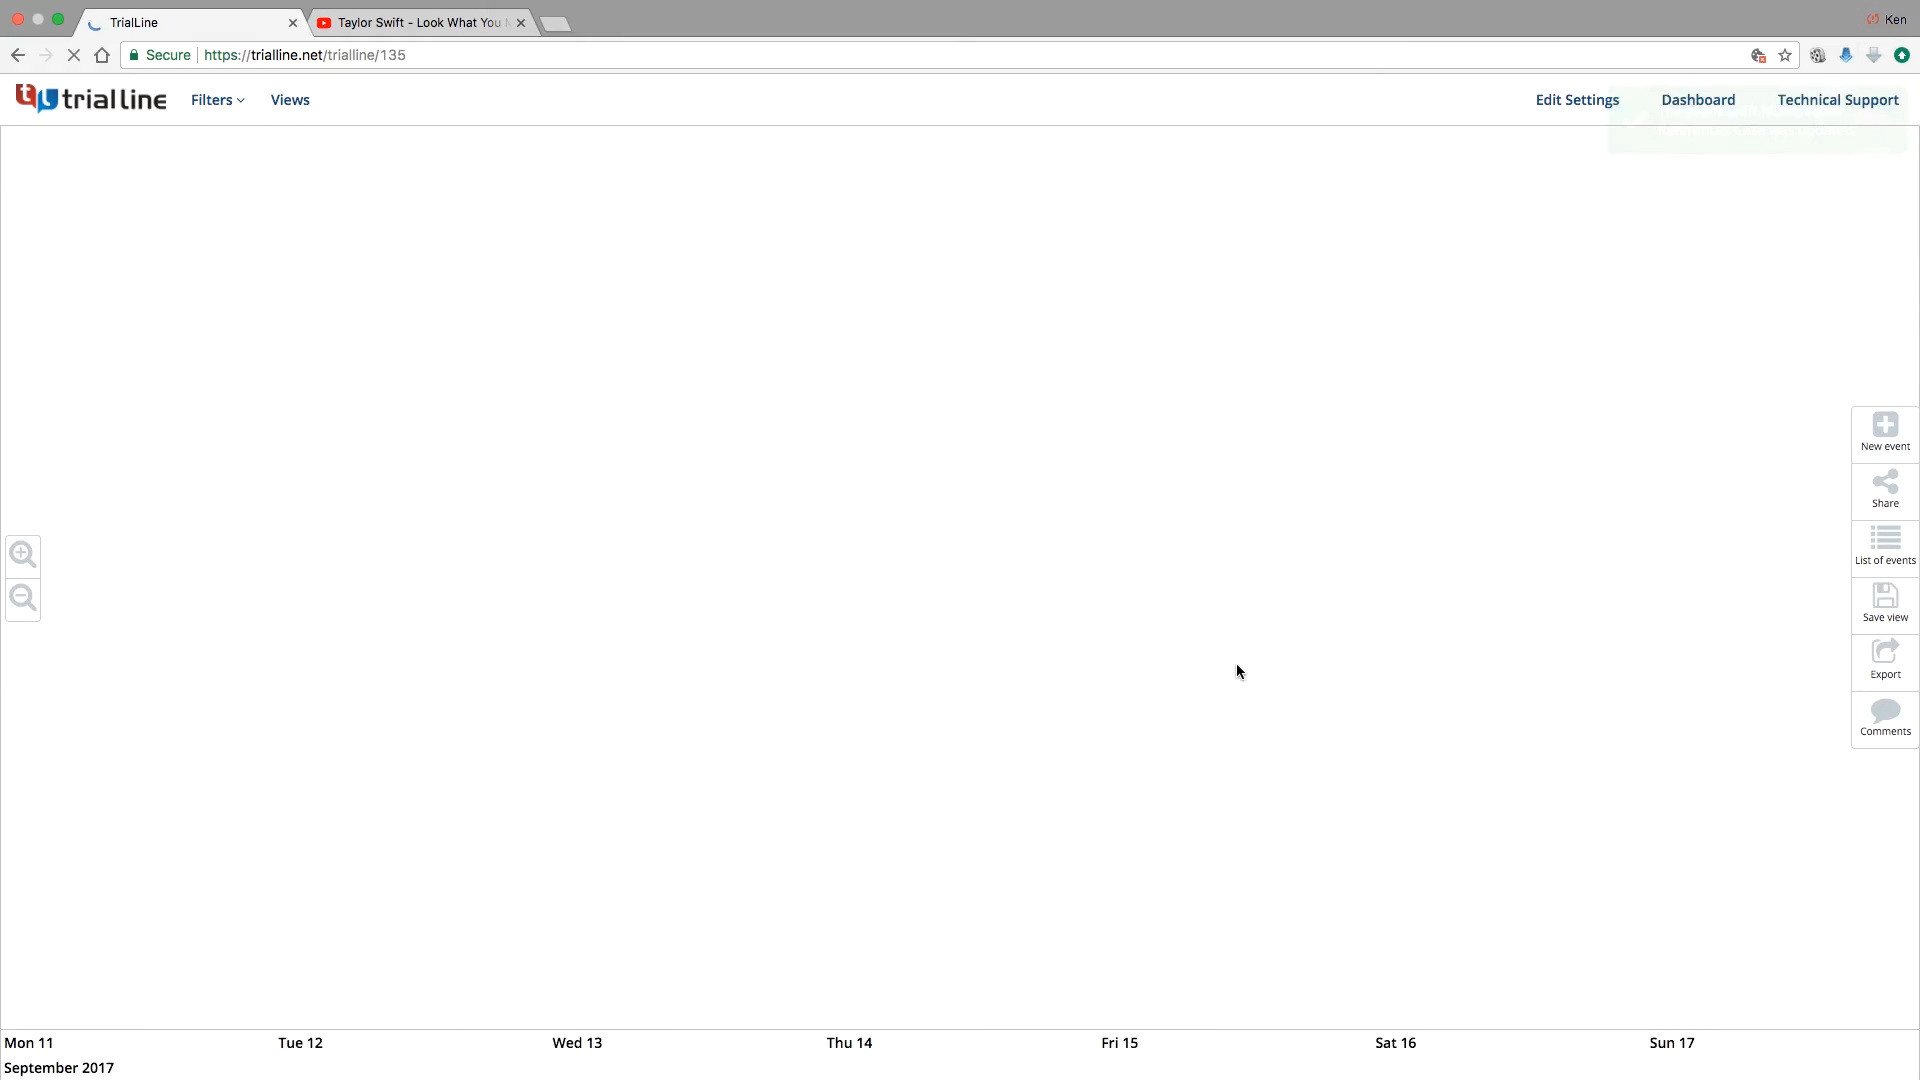 TrialLine
Taylor Swift - Look What You
Ken
Secure
https://trialline.net/trialline/135
trialline
Filters
Views
Edit Settings
Dashboard
Technical Support
New event
Share
List of events
Save view
Export
Comments
Mon 11
Tue 12
Wed 13
Thu 14
Fri 15
Sat 16
Sun 17
September 2017